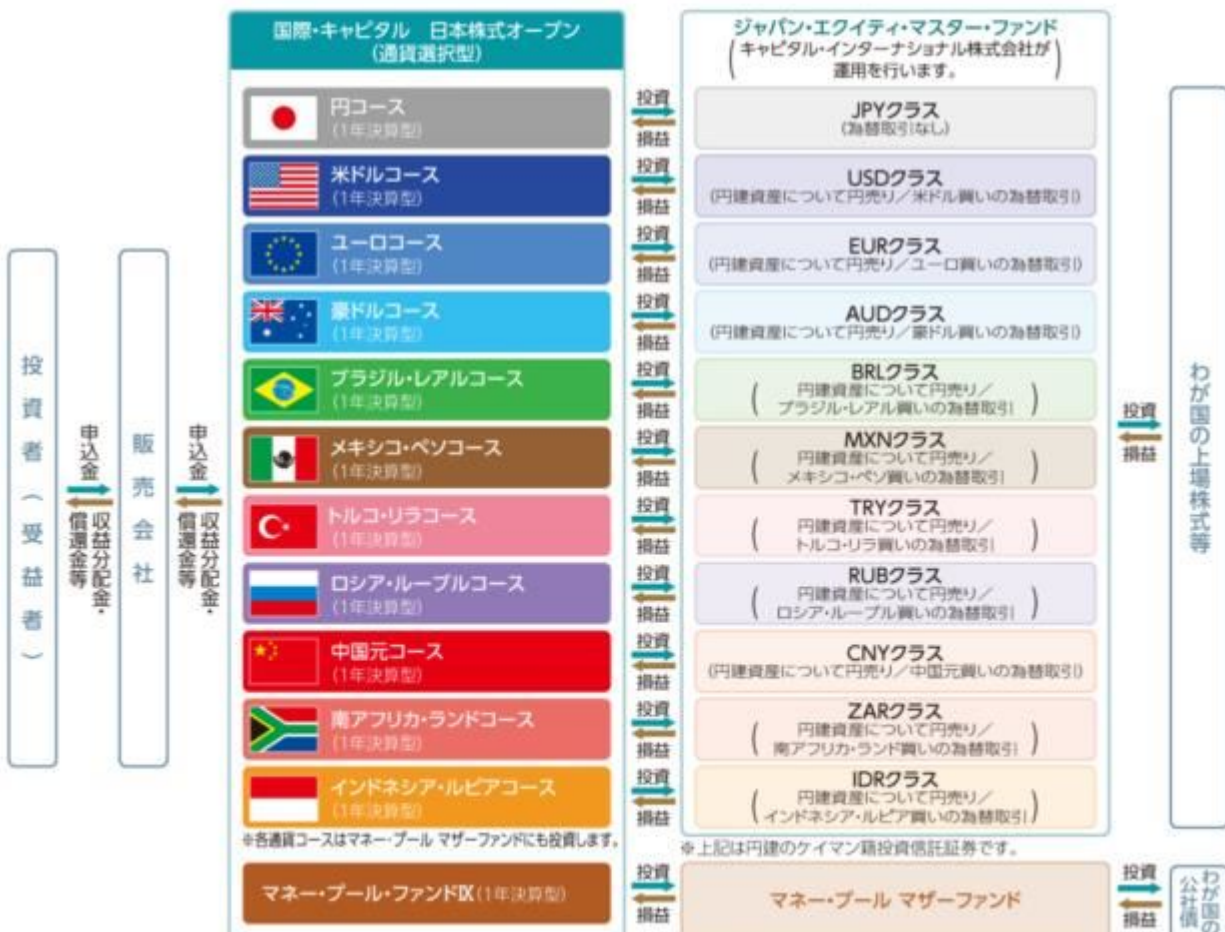 国際・キャピタル 日本株式オープン
(通貨選択型)
ジャパン・エクイティ・マスター・ファンド
(キャピタル・インターナショナル株式会社が
運用を行います。)
円コース
(1年決算型)
投資
損益
JPYクラス
(為替取引なし)
米ドルコース
(1年決算型)
投資
損益
USDクラス
(円建資産について円売り/米ドル買いの為替取引)
ユーロコース
(1年決算型)
投資
損益
EURクラス
(円建資産について円売り/ユーロ買いの為替取引)
豪ドルコース
(1年決算型)
投資
損益
AUDクラス
(円建資産について円売り/豪ドル買いの為替取引)
ブラジル・レアルコース
(1年決算型)
投資
損益
BRLクラス
(円建資産について円売り/
ブラジル・レアル買いの為替取引)
メキシコ・ペソコース
(1年決算型)
投資
損益
MXNクラス
(円建資産について円売り/
メキシコ・ペソ買いの為替取引)
トルコ・リラコース
(1年決算型)
投資
損益
TRYクラス
(円建資産について円売り/
トルコ・リラ買いの為替取引)
ロシア・ルーブルコース
(1年決算型)
投資
損益
RUBクラス
(円建資産について円売り/
ロシア・ルーブル買いの為替取引)
中国元コース
(1年決算型)
投資
損益
CNYクラス
(円建資産について円売り/中国元買いの為替取引)
南アフリカ・ランドコース
(1年決算型)
投資
損益
ZARクラス
(円建資産について円売り/
南アフリカ・ランド買いの為替取引)
インドネシア・ルピアコース
(1年決算型)
投資
損益
IDRクラス
(円建資産について円売り/
インドネシア・ルピア買いの為替取引)
※各通貨コースはマネー・プール マザーファンドにも投資します。
※上記は円建のケイマン籍投資信託証券です。
マネー・プール・ファンドⅨ(1年決算型)
投資
損益
マネー・プール マザーファンド
投資
損益
わが国の
公社債
投資者(受益者)
申込金
収益分配金・
償還金等
販売会社
申込金
収益分配金・
償還金等
投資
損益
わが国の上場株式等